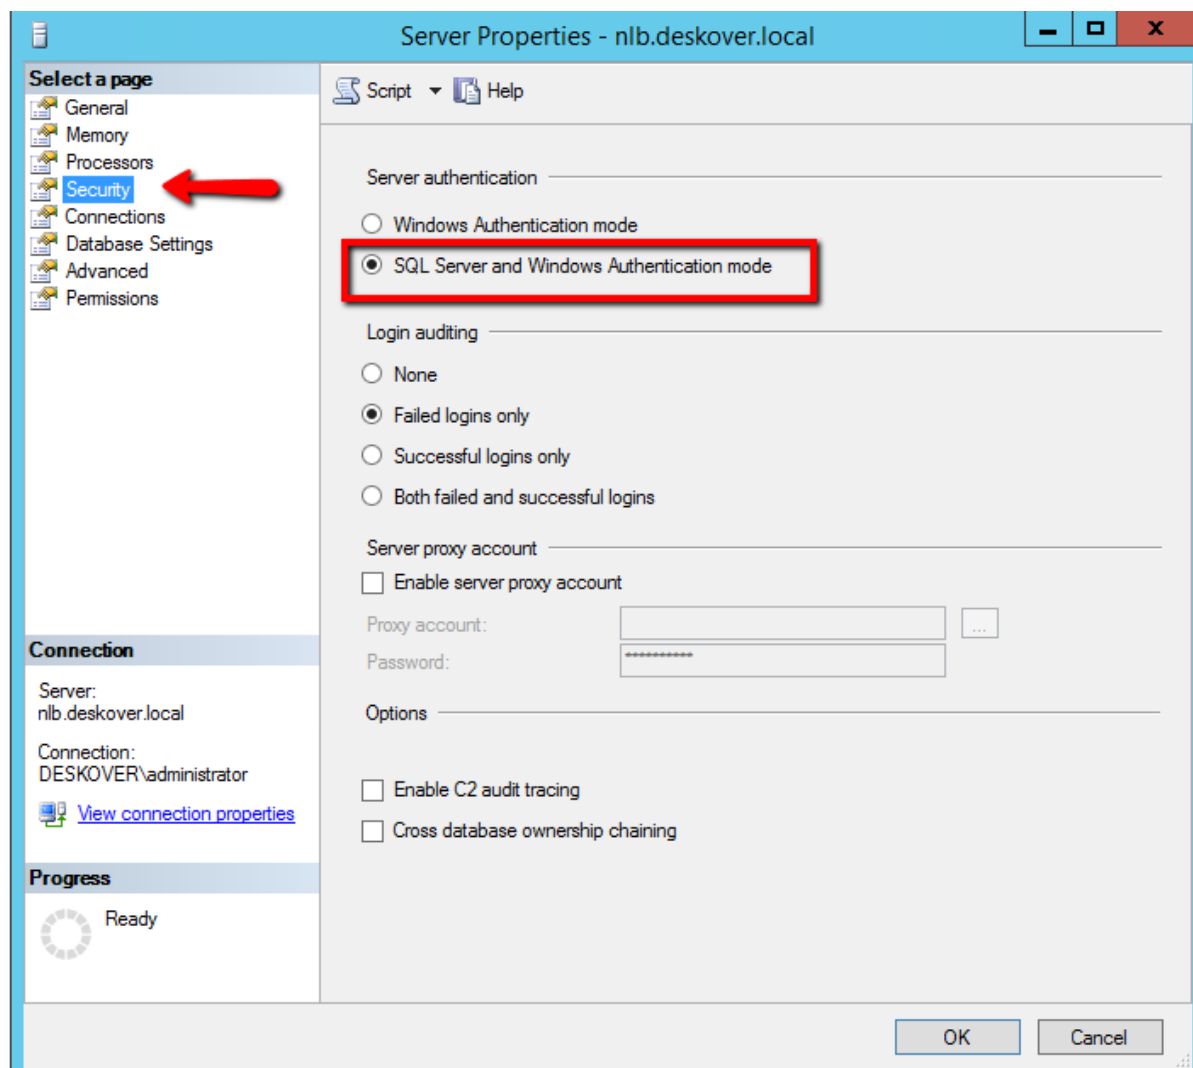 Server Properties - nlb.deskover.local
Select a page
General
Memory
Processors
Security
Connections
Database Settings
Advanced
Permissions
Script
Help
Server authentication
Windows Authentication mode
SQL Server and Windows Authentication mode
Login auditing
None
Failed logins only
Successful logins only
Both failed and successful logins
Server proxy account
Enable server proxy account
Proxy account:
...
Password:
**********
Options
Enable C2 audit tracing
Cross database ownership chaining
Connection
Server:
nlb.deskover.local
Connection:
DESKOVER\administrator
View connection properties
Progress
Ready
OK
Cancel